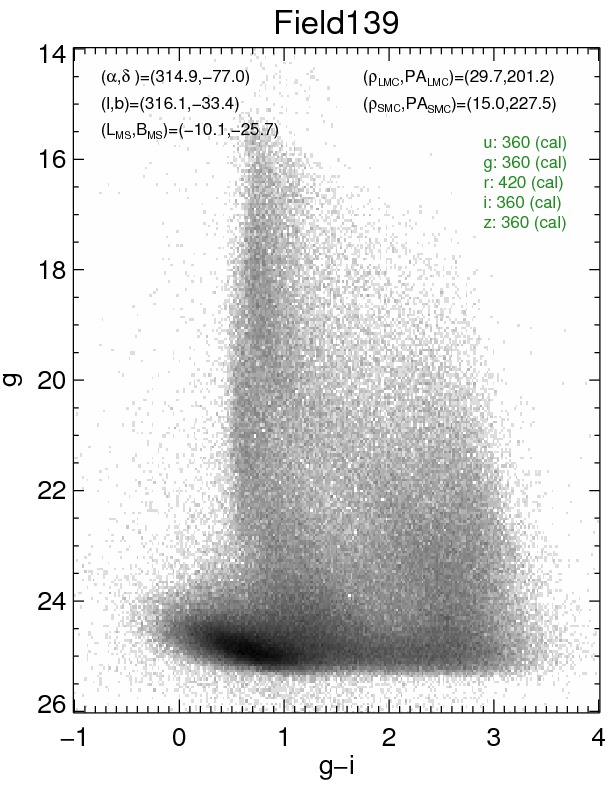 Field139
(α,δ )=(314.9,−77.0)
(l,b)=(316.1,−33.4)
(LMS,BMS)=(−10.1,−25.7)
(ρLMC,PALMC)=(29.7,201.2)
(ρSMC,PASMC)=(15.0,227.5)
u: 360 (cal)
g: 360 (cal)
r: 420 (cal)
i: 360 (cal)
z: 360 (cal)
14
16
18
20
22
24
26
g
−1 0 1 2 3 4
g−i